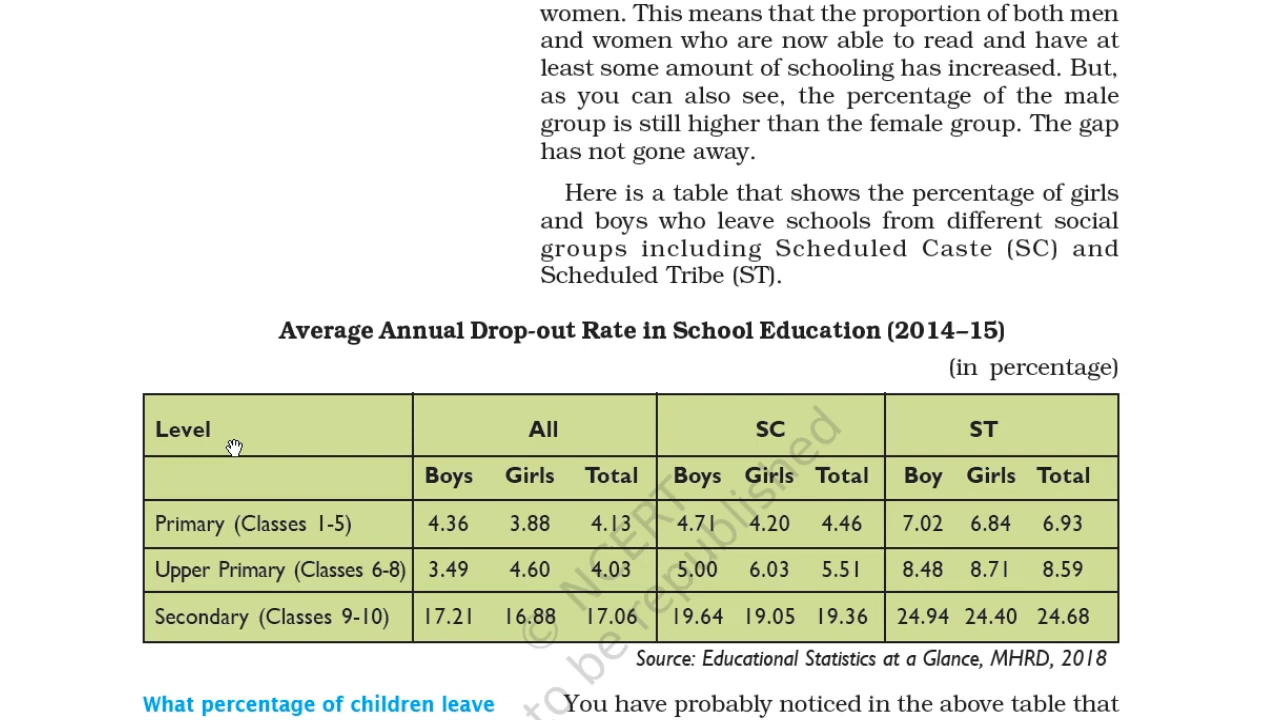 women. This means that the proportion of both men
and women who are now able to read and have at
least some amount of schooling has increased. But,
as you can also see, the percentage of the male
group is still higher than the female group. The gap
has not gone away.
Here is a table that shows the percentage of girls
and boys who leave schools from different social
groups including Scheduled Caste (SC) and
Scheduled Tribe (ST).
Average Annual Drop-out Rate in School Education (2014–15)
(in percentage)
Level All SC ST
Boys Girls Total Boys Girls Total Boy Girls Total
Primary (Classes 1-5) 4.36 3.88 4.13 4.71 4.20 4.46 7.02 6.84 6.93
Upper Primary (Classes 6-8) 3.49 4.60 4.03 5.00 6.03 5.51 8.48 8.71 8.59
Secondary (Classes 9-10) 17.21 16.88 17.06 19.64 19.05 19.36 24.94 24.40 24.68
Source: Educational Statistics at a Glance, MHRD, 2018
What percentage of children leave
You have probably noticed in the above table that
© NCERT
to be republished